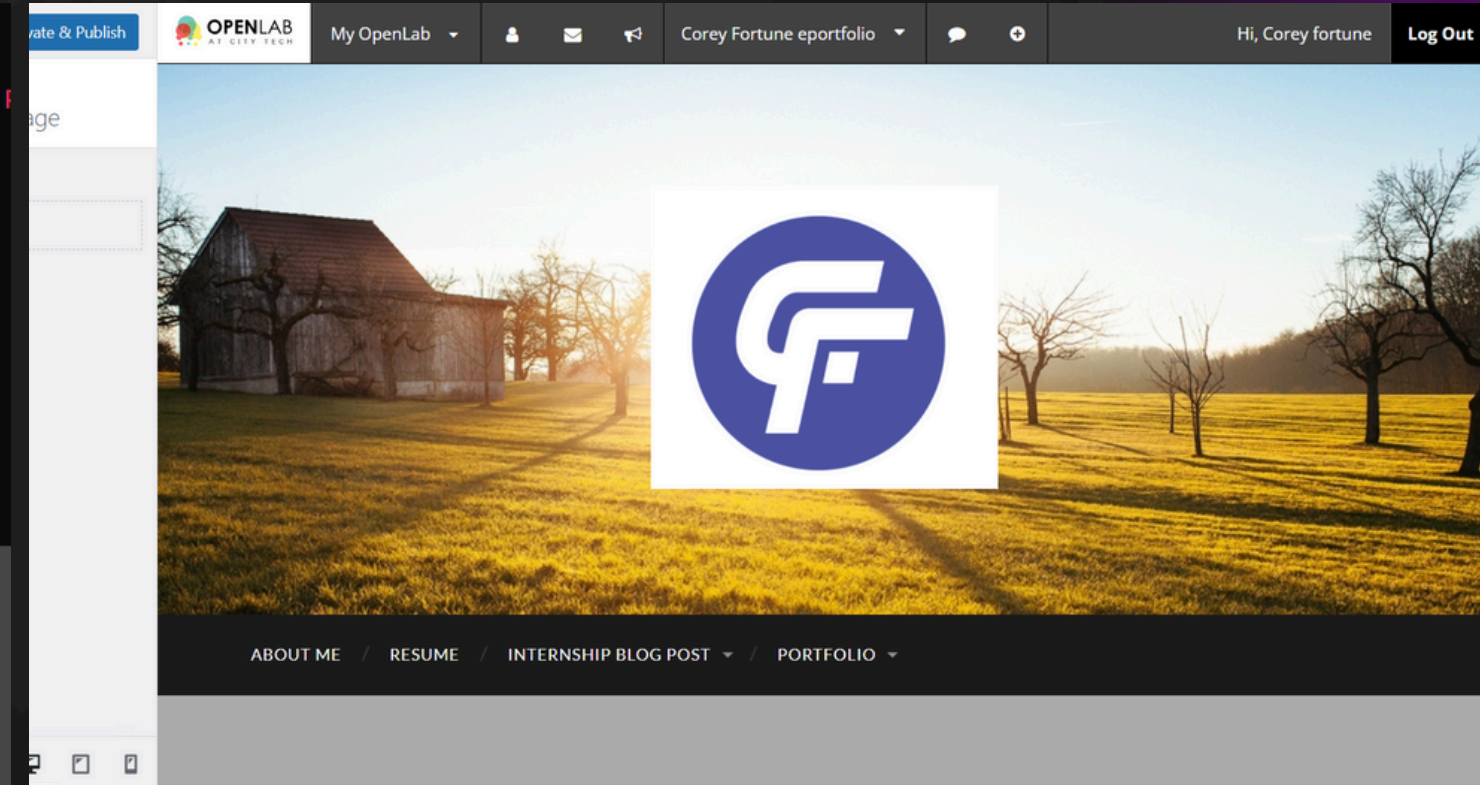 vate & Publish
OPENLAB
AT CITY TECH
My OpenLab
Corey Fortune eportfolio
Hi, Corey fortune
Log Out
age
CF
ABOUT ME / RESUME / INTERNSHIP BLOG POST / PORTFOLIO